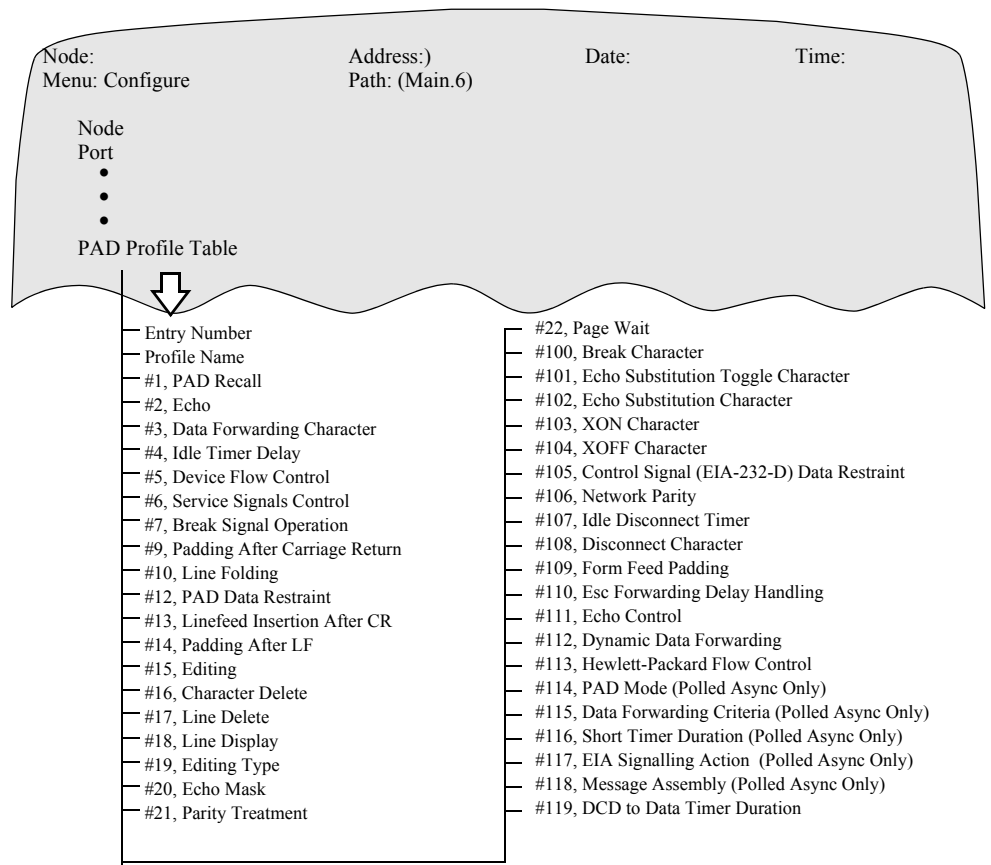 Node: Address:) Date: Time:
Menu: Configure Path: (Main.6)
Node
Port
•
•
•
PAD Profile Table
Entry Number
Profile Name
#1, PAD Recall
#2, Echo
#3, Data Forwarding Character
#4, Idle Timer Delay
#5, Device Flow Control
#6, Service Signals Control
#7, Break Signal Operation
#9, Padding After Carriage Return
#10, Line Folding
#12, PAD Data Restraint
#13, Linefeed Insertion After CR
#14, Padding After LF
#15, Editing
#16, Character Delete
#17, Line Delete
#18, Line Display
#19, Editing Type
#20, Echo Mask
#21, Parity Treatment
#22, Page Wait
#100, Break Character
#101, Echo Substitution Toggle Character
#102, Echo Substitution Character
#103, XON Character
#104, XOFF Character
#105, Control Signal (EIA-232-D) Data Restraint
#106, Network Parity
#107, Idle Disconnect Timer
#108, Disconnect Character
#109, Form Feed Padding
#110, Esc Forwarding Delay Handling
#111, Echo Control
#112, Dynamic Data Forwarding
#113, Hewlett-Packard Flow Control
#114, PAD Mode (Polled Async Only)
#115, Data Forwarding Criteria (Polled Async Only)
#116, Short Timer Duration (Polled Async Only)
#117, EIA Signalling Action (Polled Async Only)
#118, Message Assembly (Polled Async Only)
#119, DCD to Data Timer Duration